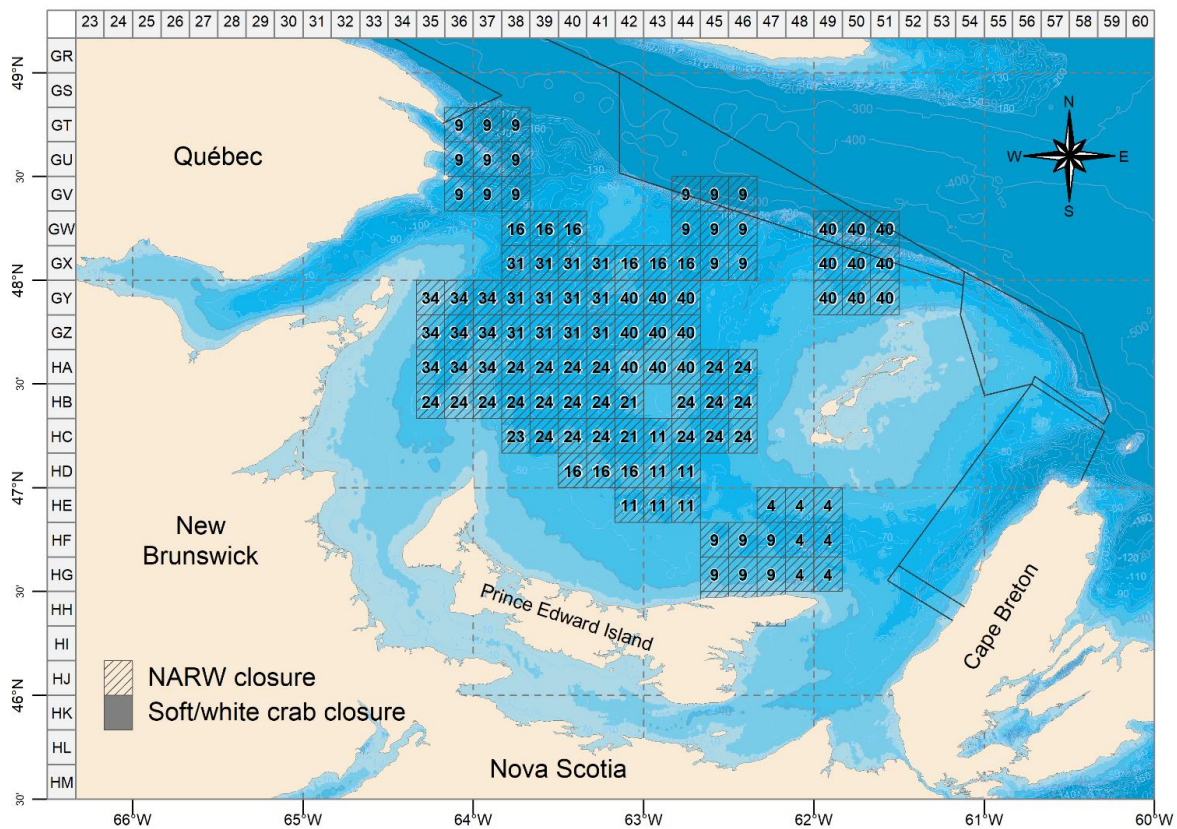 23 24 25 26 27 28 29 30 31 32 33 34 35 36 37 38 39 40 41 42 43 44 45 46 47 48 49 50 51 52 53 54 55 56 57 58 59 60
GR
49°N
GS
N
GT 9 9 9
Québec
W E
GU 9 9 9
30'
S
GV 9 9 9 9 9 9
GW 16 16 16 9 9 9 40 40 40
GX 31 31 31 31 16 16 16 9 9 40 40 40
48°N
GY 34 34 34 31 31 31 31 40 40 40 40 40 40
GZ 34 34 34 31 31 31 31 40 40 40
HA 34 34 34 24 24 24 24 40 40 40 24 24
30'
HB 24 24 24 24 24 24 24 21 24 24 24
HC 23 24 24 24 21 11 24 24 24
HD 16 16 16 11 11
47°N
HE 11 11 11 4 4 4
New
Brunswick
HF 9 9 9 4 4
HG 9 9 9 4 4
30'
HH
Prince Edward Island
Cape Breton
HI
HJ
NARW closure
46°N
HK
Soft/white crab closure
HL
Nova Scotia
HM
30'
66°W 65°W 64°W 63°W 62°W 61°W 60°W